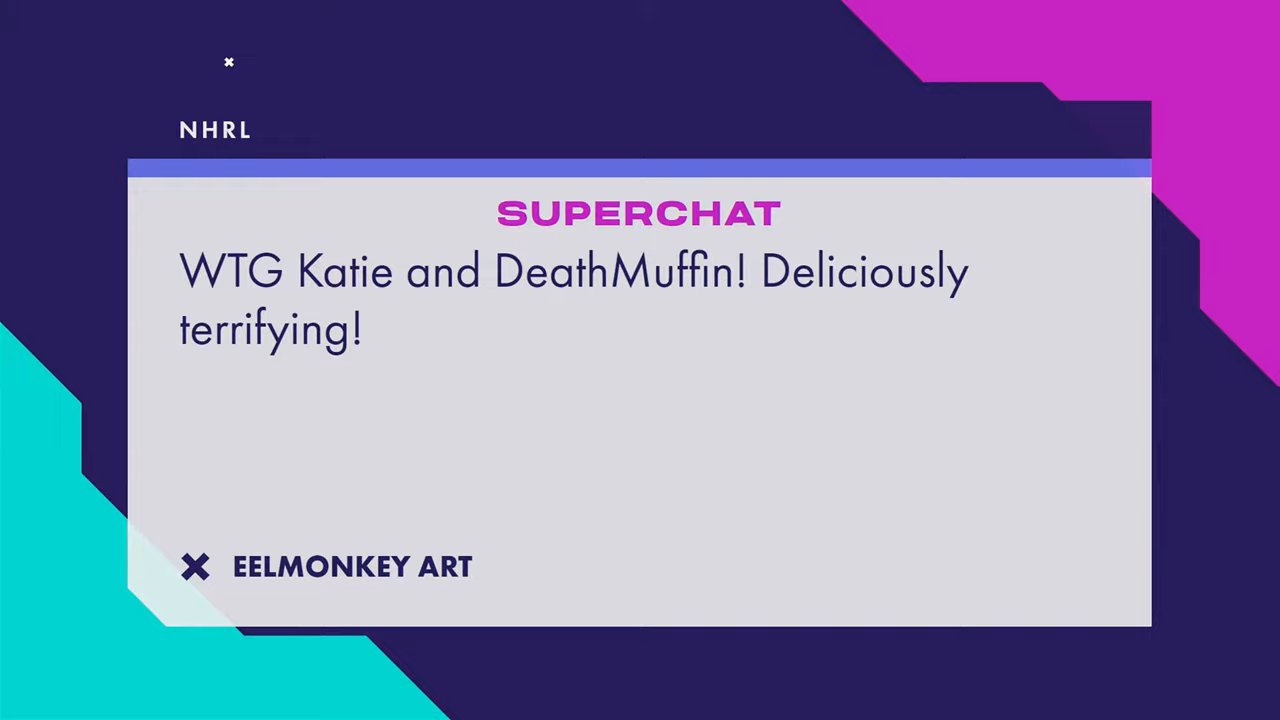 NHRL
SUPERCHAT
WTG Katie and DeathMuffin! Deliciously
terrifying!
EELMONKEY ART